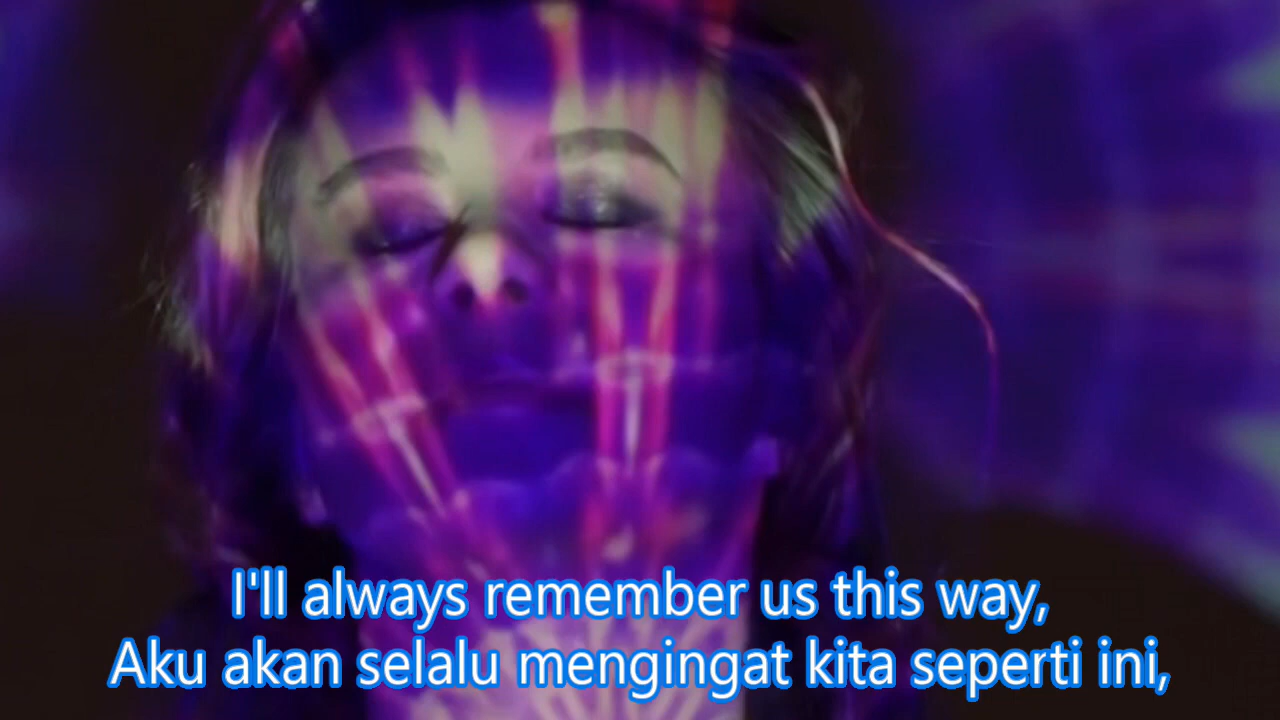 I'll always remember us this way,
Aku akan selalu mengingat kita seperti ini,